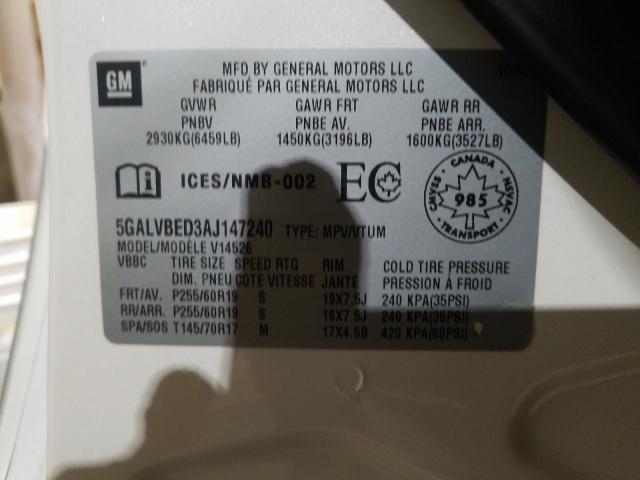 GM
MFD BY GENERAL MOTORS LLC
FABRIQUÉ PAR GENERAL MOTORS LLC
GVWR GAWR FRT GAWR RR
PNBV PNBE AV. PNBE ARR.
2930KG(6459LB) 1450KG(3196LB) 1600KG(3527LB)
ICES/NMB-002 EC
CANADA
CMVSS 985 NSVAC
TRANSPORT
5GALVBED3AJ147240 TYPE: MPV/VTUM
MODEL/MODÈLE V14526
VBBC TIRE SIZE SPEED RTG RIM COLD TIRE PRESSURE
DIM. PNEU COTE VITESSE JANTE PRESSION À FROID
FRT/AV. P255/60R19 S 19X7.5J 240 KPA(35PSI)
RR/ARR. P255/60R19 S 19X7.5J 240 KPA(35PSI)
SPA/SOS T145/70R17 M 17X4.5B 420 KPA(60PSI)